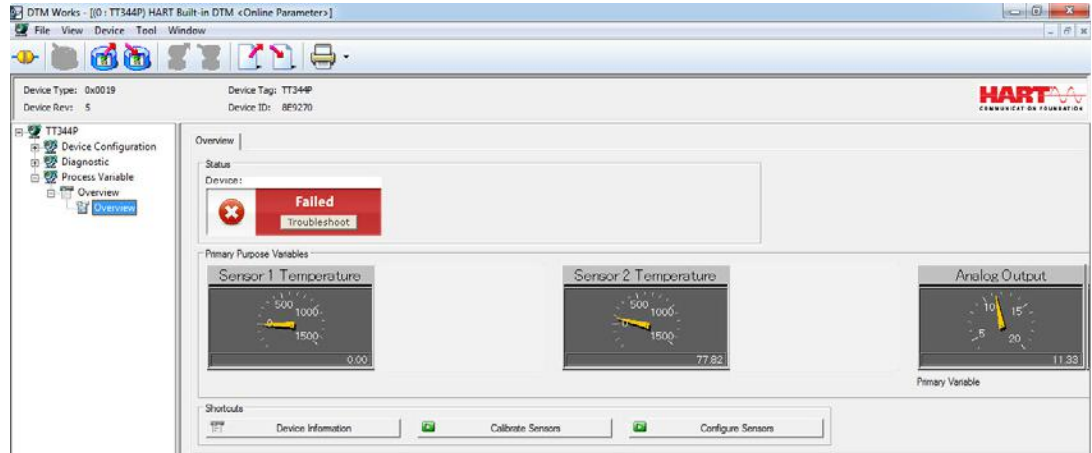 DTM Works - [(0 : TT344P) HART Built-in DTM <Online Parameter>]
File View Device Tool Window
Device Type: 0x0019
Device Tag: TT344P
Device Rev: 5
Device ID: 8E9270
HART
COMMUNICATION FOUNDATION
TT344P
Device Configuration
Diagnostic
Process Variable
Overview
Overview
Overview
Status
Device:
Failed
Troubleshoot
Primary Purpose Variables
Sensor 1 Temperature
0 500 1000 1500
0.00
Sensor 2 Temperature
0 500 1000 1500
77.82
Analog Output
5 10 15 20
11.33
Primary Variable
Shortcuts
Device Information
Calibrate Sensors
Configure Sensors